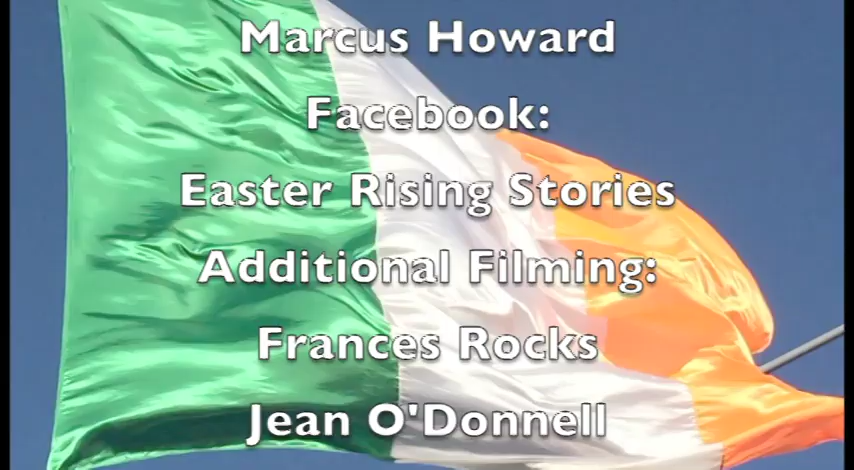 Marcus Howard
Facebook:
Easter Rising Stories
Additional Filming:
Frances Rocks
Jean O'Donnell